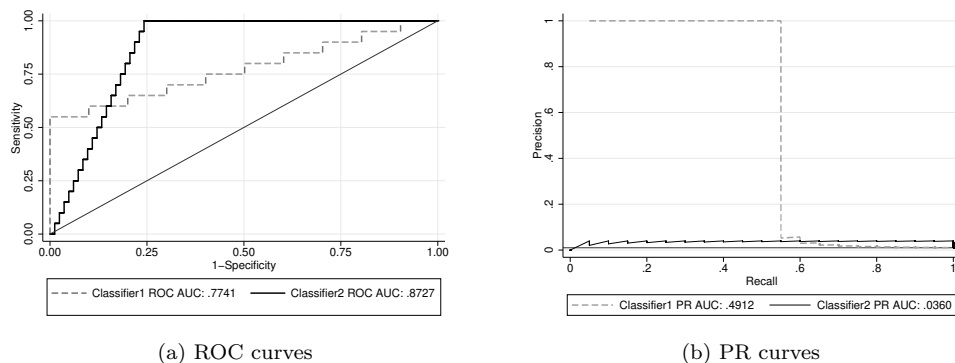 1.00
0.75
0.50
0.25
0.00
Sensitivity
0.00 0.25 0.50 0.75 1.00
1-Specificity
Classifier1 ROC AUC: .7741 Classifier2 ROC AUC: .8727
(a) ROC curves
1
.8
.6
.4
.2
0
Precision
0 .2 .4 .6 .8 1
Recall
Classifier1 PR AUC: .4912 Classifier2 PR AUC: .0360
(b) PR curves